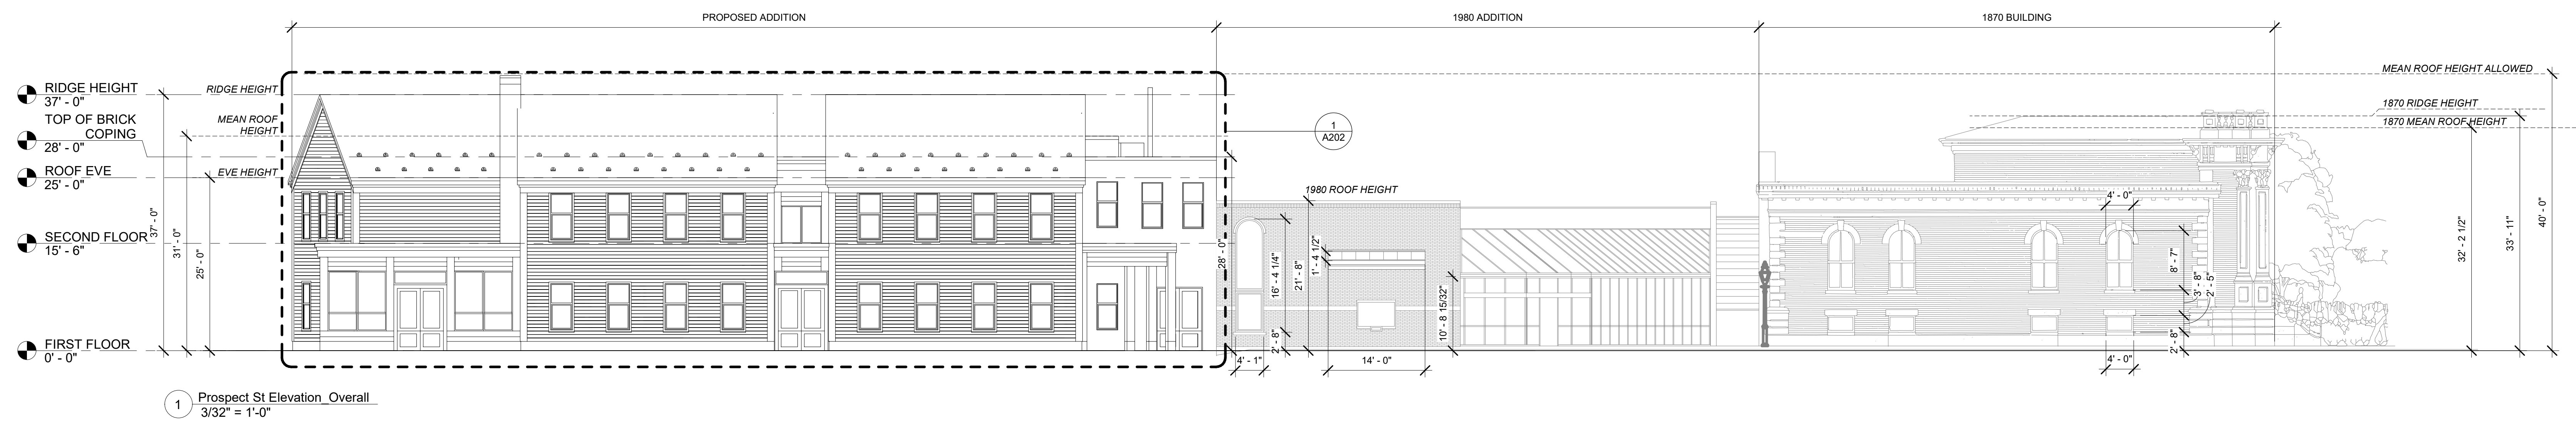 PROPOSED ADDITION
1980 ADDITION
1870 BUILDING
MEAN ROOF HEIGHT ALLOWED
RIDGE HEIGHT
37' - 0"
RIDGE HEIGHT
1870 RIDGE HEIGHT
TOP OF BRICK
COPING
28' - 0"
MEAN ROOF
HEIGHT
1
A202
1870 MEAN ROOF HEIGHT
ROOF EVE
25' - 0"
EVE HEIGHT
1980 ROOF HEIGHT
4' - 0"
SECOND FLOOR
15' - 6"
37' - 0"
31' - 0"
25' - 0"
28' - 0"
16' - 4 1/4"
21' - 8"
1' - 4 1/2"
10' - 8 15/32"
8' - 7"
3' - 8"
2' - 5"
32' - 2 1/2"
33' - 11"
40' - 0"
FIRST FLOOR
0' - 0"
2' - 8"
2' - 8"
4' - 1"
14' - 0"
4' - 0"
1
Prospect St Elevation_Overall
3/32" = 1'-0"